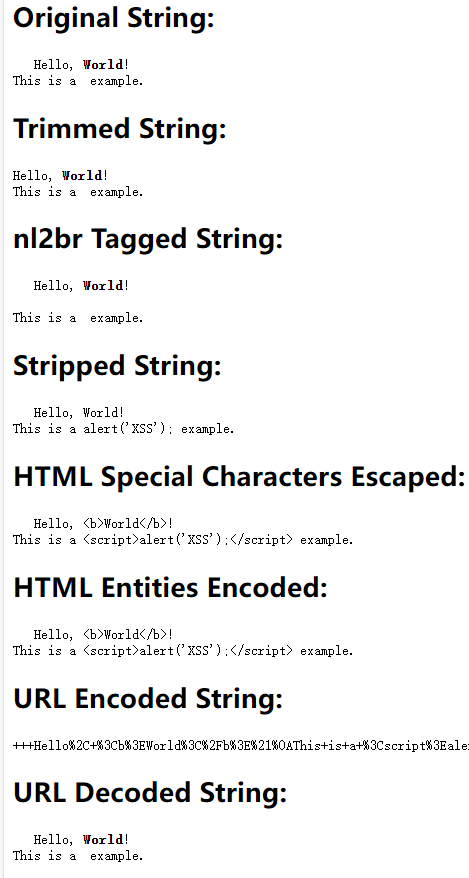 Original String:
   Hello, World!
This is a  example.
Trimmed String:
Hello, World!
This is a  example.
nl2br Tagged String:
   Hello, World!
This is a  example.
Stripped String:
   Hello, World!
This is a alert('XSS'); example.
HTML Special Characters Escaped:
   Hello, <b>World</b>!
This is a <script>alert('XSS');</script> example.
HTML Entities Encoded:
   Hello, <b>World</b>!
This is a <script>alert('XSS');</script> example.
URL Encoded String:
+++Hello%2C+%3Cb%3EWorld%3C%2Fb%3E%21%0AThis+is+a+%3Cscript%3Eale
URL Decoded String:
   Hello, World!
This is a  example.